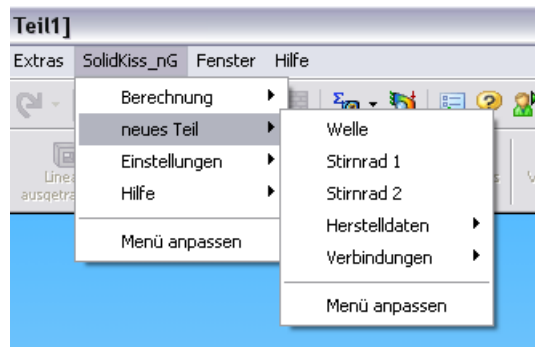 Teil1]
Extras SolidKiss_nG Fenster Hilfe
Berechnung
neues Teil
Einstellungen
Hilfe
Menü anpassen
Welle
Stirnrad 1
Stirnrad 2
Herstelldaten
Verbindungen
Menü anpassen